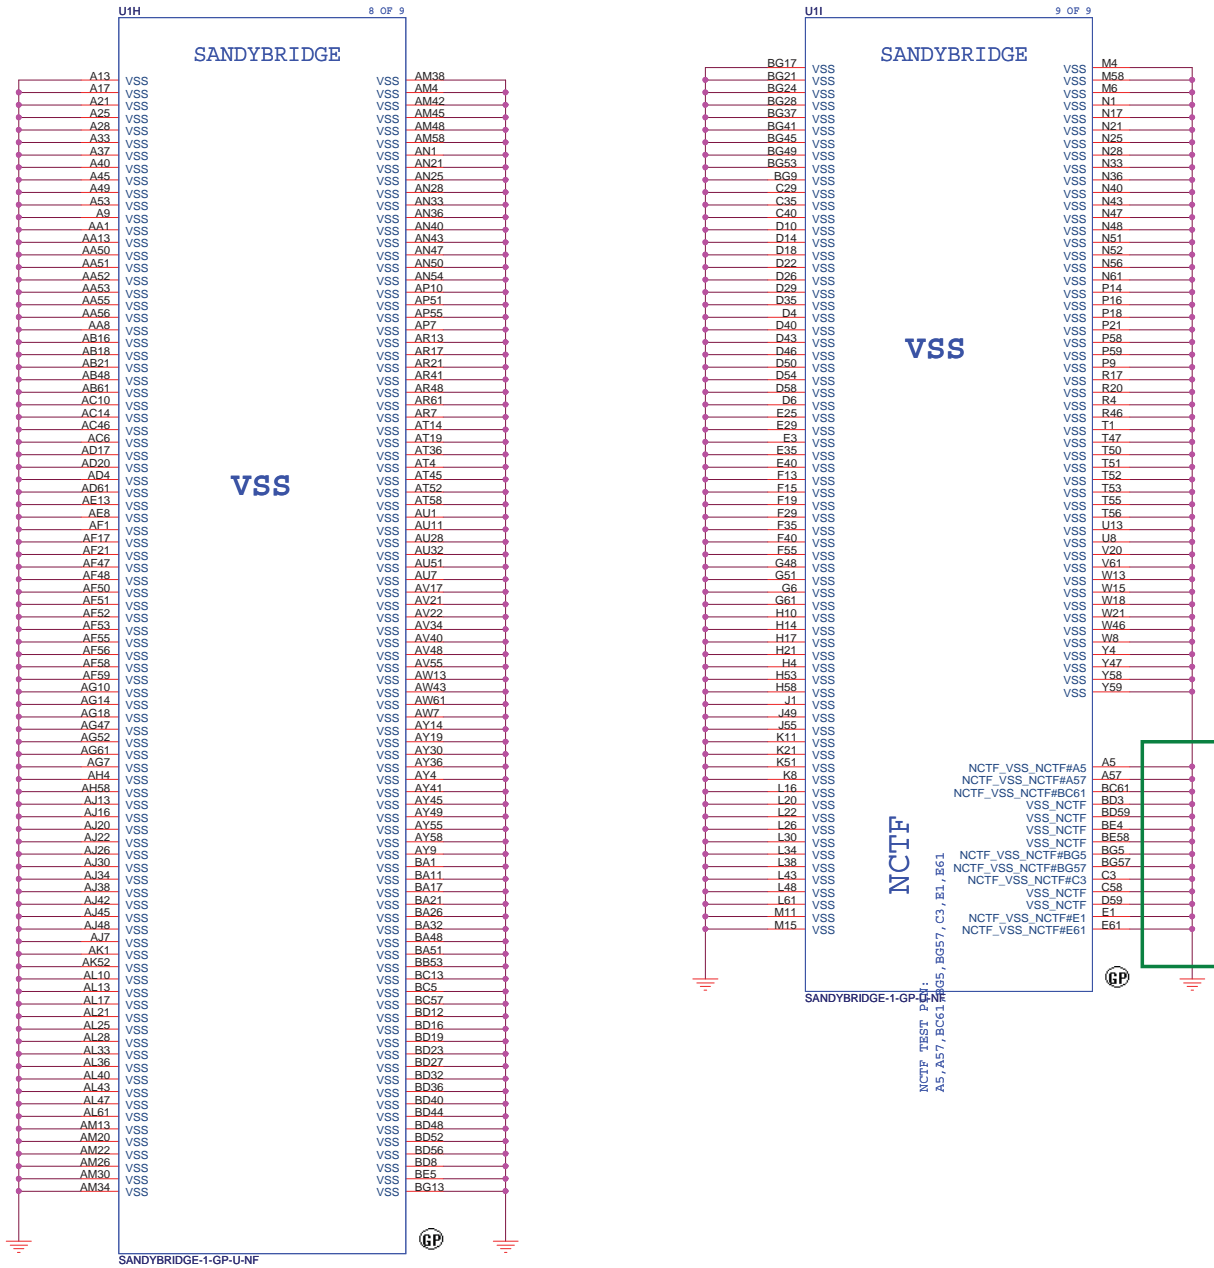 U1H 8 OF 9
SANDYBRIDGE
A13 VSS VSS AM38
A17 VSS VSS AM4
A21 VSS VSS AM42
A25 VSS VSS AM45
A28 VSS VSS AM48
A33 VSS VSS AM58
A37 VSS VSS AN1
A40 VSS VSS AN21
A45 VSS VSS AN25
A49 VSS VSS AN28
A53 VSS VSS AN33
A9 VSS VSS AN36
AA1 VSS VSS AN40
AA13 VSS VSS AN43
AA50 VSS VSS AN47
AA51 VSS VSS AN50
AA52 VSS VSS AN54
AA53 VSS VSS AP10
AA55 VSS VSS AP51
AA56 VSS VSS AP55
AA8 VSS VSS AP7
AB16 VSS VSS AR13
AB18 VSS VSS AR17
AB21 VSS VSS AR21
AB48 VSS VSS AR41
AB61 VSS VSS AR48
AC10 VSS VSS AR61
AC14 VSS VSS AR7
AC46 VSS VSS AT14
AC6 VSS VSS AT19
AD17 VSS VSS AT36
AD20 VSS VSS AT4
AD4 VSS VSS AT45
VSS
AD61 VSS VSS AT52
AE13 VSS VSS AT58
AE8 VSS VSS AU1
AF1 VSS VSS AU11
AF17 VSS VSS AU28
AF21 VSS VSS AU32
AF47 VSS VSS AU51
AF48 VSS VSS AU7
AF50 VSS VSS AV17
AF51 VSS VSS AV21
AF52 VSS VSS AV22
AF53 VSS VSS AV34
AF55 VSS VSS AV40
AF56 VSS VSS AV48
AF58 VSS VSS AV55
AF59 VSS VSS AW13
AG10 VSS VSS AW43
AG14 VSS VSS AW61
AG18 VSS VSS AW7
AG47 VSS VSS AY14
AG52 VSS VSS AY19
AG61 VSS VSS AY30
AG7 VSS VSS AY36
AH4 VSS VSS AY4
AH58 VSS VSS AY41
AJ13 VSS VSS AY45
AJ16 VSS VSS AY49
AJ20 VSS VSS AY55
AJ22 VSS VSS AY58
AJ26 VSS VSS AY9
AJ30 VSS VSS BA1
AJ34 VSS VSS BA11
AJ38 VSS VSS BA17
AJ42 VSS VSS BA21
AJ45 VSS VSS BA26
AJ48 VSS VSS BA32
AJ7 VSS VSS BA48
AK1 VSS VSS BA51
AK52 VSS VSS BB53
AL10 VSS VSS BC13
AL13 VSS VSS BC5
AL17 VSS VSS BC57
AL21 VSS VSS BD12
AL25 VSS VSS BD16
AL28 VSS VSS BD19
AL33 VSS VSS BD23
AL36 VSS VSS BD27
AL40 VSS VSS BD32
AL43 VSS VSS BD36
AL47 VSS VSS BD40
AL61 VSS VSS BD44
AM13 VSS VSS BD48
AM20 VSS VSS BD52
AM22 VSS VSS BD56
AM26 VSS VSS BD8
AM30 VSS VSS BE5
AM34 VSS VSS BG13
GP
SANDYBRIDGE-1-GP-U-NF
U1I 9 OF 9
SANDYBRIDGE
BG17 VSS VSS M4
BG21 VSS VSS M58
BG24 VSS VSS M6
BG28 VSS VSS N1
BG37 VSS VSS N17
BG41 VSS VSS N21
BG45 VSS VSS N25
BG49 VSS VSS N28
BG53 VSS VSS N33
BG9 VSS VSS N36
C29 VSS VSS N40
C35 VSS VSS N43
C40 VSS VSS N47
D10 VSS VSS N48
D14 VSS VSS N51
D18 VSS VSS N52
D22 VSS VSS N56
D26 VSS VSS N61
D29 VSS VSS P14
D35 VSS VSS P16
D4 VSS VSS P18
D40 VSS VSS P21
D43 VSS VSS P58
VSS
D46 VSS VSS P59
D50 VSS VSS P9
D54 VSS VSS R17
D58 VSS VSS R20
D6 VSS VSS R4
E25 VSS VSS R46
E29 VSS VSS T1
E3 VSS VSS T47
E35 VSS VSS T50
E40 VSS VSS T51
F13 VSS VSS T52
F15 VSS VSS T53
F19 VSS VSS T55
F29 VSS VSS T56
F35 VSS VSS U13
F40 VSS VSS U8
F55 VSS VSS V20
G48 VSS VSS V61
G51 VSS VSS W13
G6 VSS VSS W15
G61 VSS VSS W18
H10 VSS VSS W21
H14 VSS VSS W46
H17 VSS VSS W8
H21 VSS VSS Y4
H4 VSS VSS Y47
H53 VSS VSS Y58
H58 VSS VSS Y59
J1 VSS
J49 VSS
J55 VSS
K11 VSS
K21 VSS
K51 VSS NCTF_VSS_NCTF#A5 A5
K8 VSS NCTF_VSS_NCTF#A57 A57
L16 VSS NCTF_VSS_NCTF#BC61 BC61
L20 VSS VSS_NCTF BD3
L22 VSS VSS_NCTF BD59
L26 VSS VSS_NCTF BE4
L30 VSS VSS_NCTF BE58
L34 VSS NCTF_VSS_NCTF#BG5 BG5
L38 VSS NCTF_VSS_NCTF#BG57 BG57
L43 VSS NCTF_VSS_NCTF#C3 C3
L48 VSS VSS_NCTF C58
L61 VSS VSS_NCTF D59
M11 VSS NCTF_VSS_NCTF#E1 E1
M15 VSS NCTF_VSS_NCTF#E61 E61
NCTF
GP
SANDYBRIDGE-1-GP-U-NF
NCTF TEST PIN:
A5,A57,BC61,BG5,BG57,C3,E1,E61